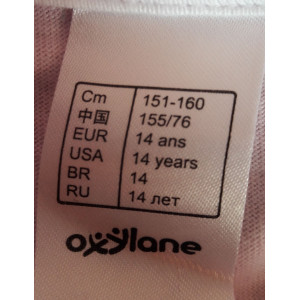 Cm 151-160
中国 155/76
EUR 14 ans
USA 14 years
BR 14
RU 14 лет
oxylane